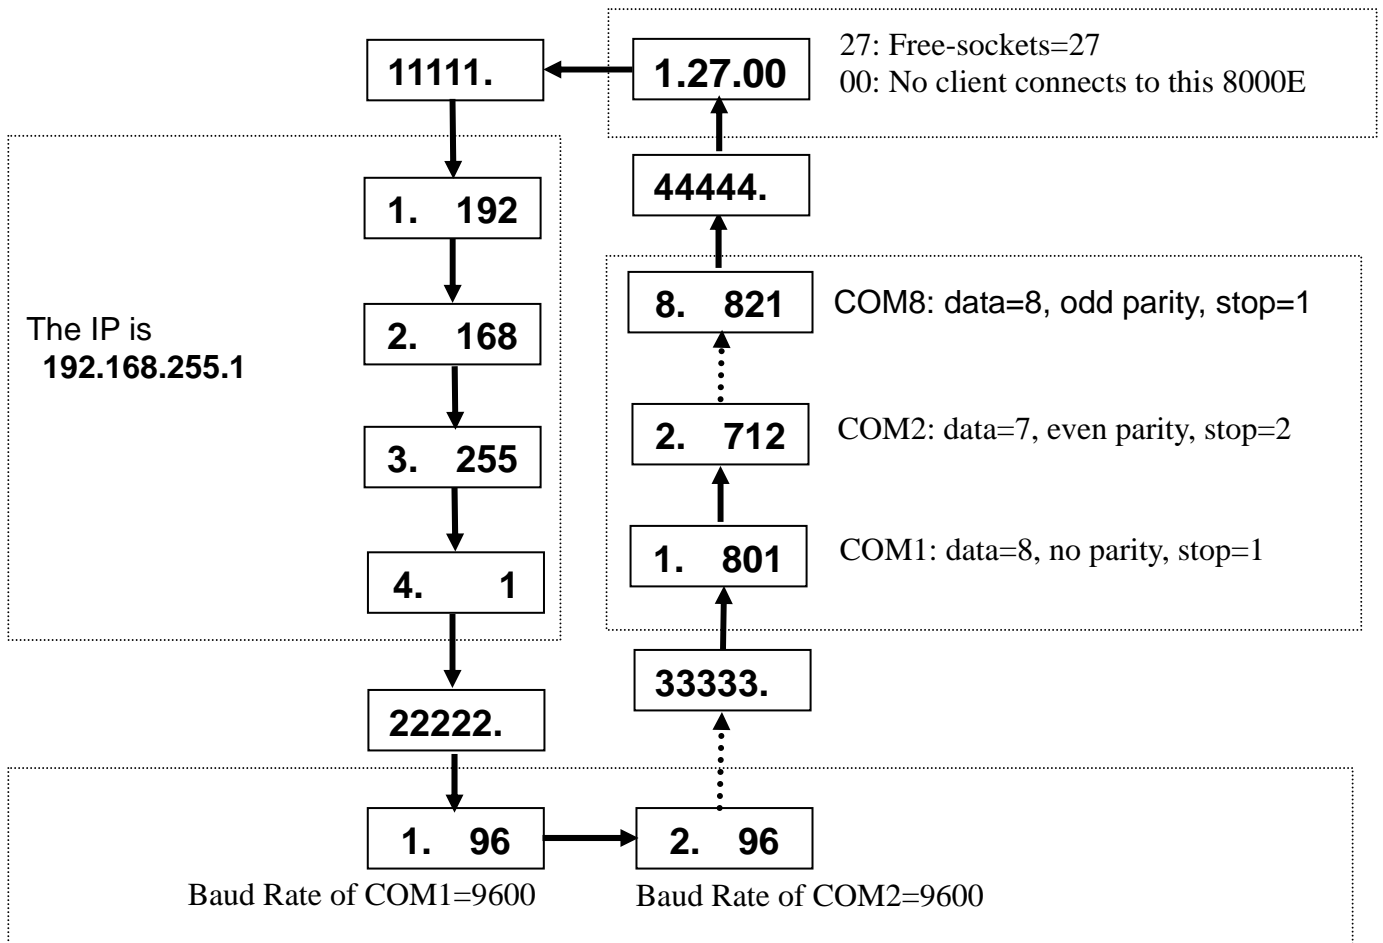 11111.
1.27.00
27: Free-sockets=27
00: No client connects to this 8000E
44444.
1. 192
2. 168
3. 255
4. 1
The IP is
192.168.255.1
8. 821
COM8: data=8, odd parity, stop=1
2. 712
COM2: data=7, even parity, stop=2
1. 801
COM1: data=8, no parity, stop=1
33333.
22222.
1. 96
2. 96
Baud Rate of COM1=9600
Baud Rate of COM2=9600